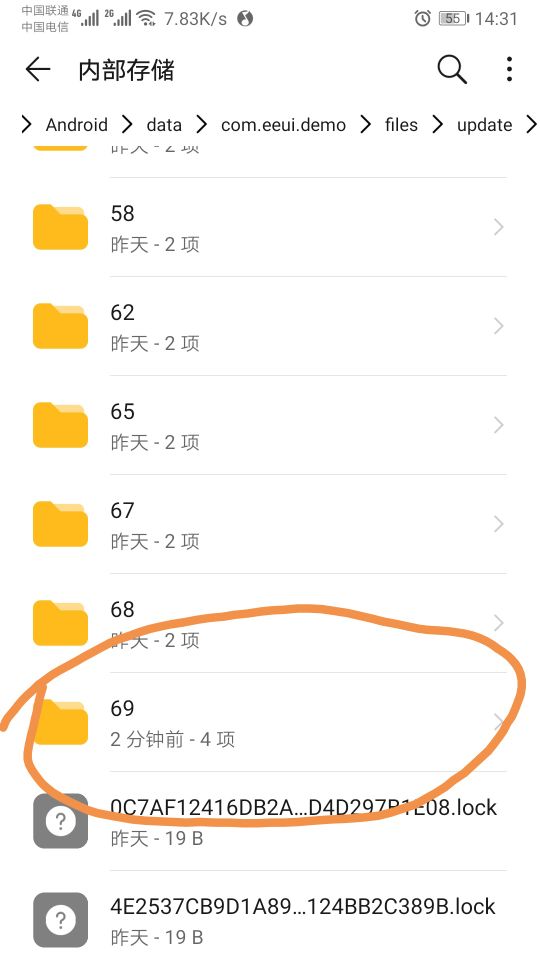 中国联通 4G 2G 7.83K/s 55 14:31
中国电信
内部存储
Android data com.eeui.demo files update
昨天 - 2 项
58
昨天 - 2 项
62
昨天 - 2 项
65
昨天 - 2 项
67
昨天 - 2 项
68
昨天 - 2 项
69
2 分钟前 - 4 项
0C7AF12416DB2A...D4D297B1E08.lock
昨天 - 19 B
4E2537CB9D1A89...124BB2C389B.lock
昨天 - 19 B